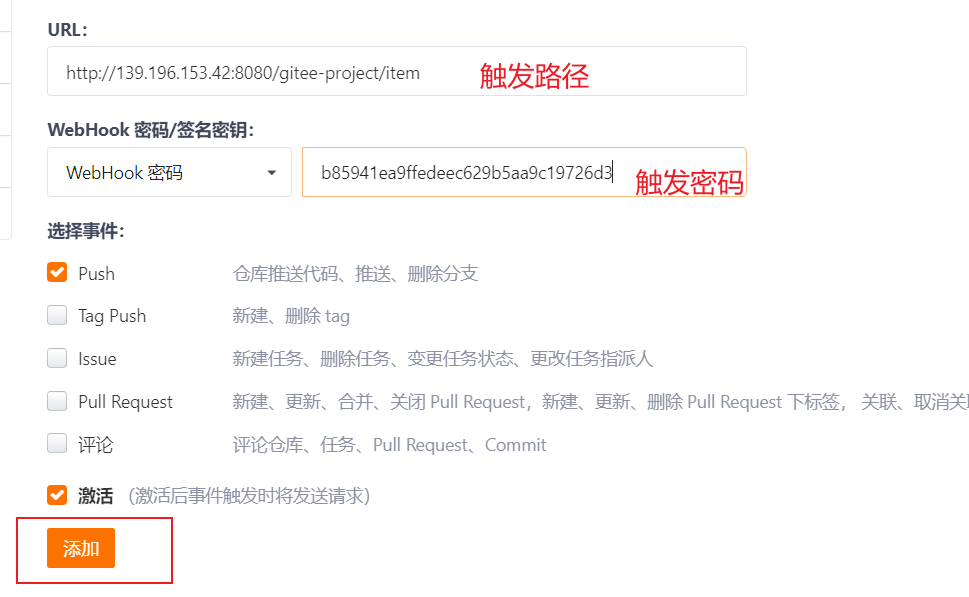 URL:
http://139.196.153.42:8080/gitee-project/item 触发路径
WebHook 密码/签名密钥:
WebHook 密码 b85941ea9ffedeec629b5aa9c19726d3 触发密码
选择事件:
Push 仓库推送代码、推送、删除分支
Tag Push 新建、删除 tag
Issue 新建任务、删除任务、变更任务状态、更改任务指派人
Pull Request 新建、更新、合并、关闭 Pull Request，新建、更新、删除 Pull Request 下标签， 关联、取消关联
评论 评论仓库、任务、Pull Request、Commit
激活 (激活后事件触发时将发送请求)
添加